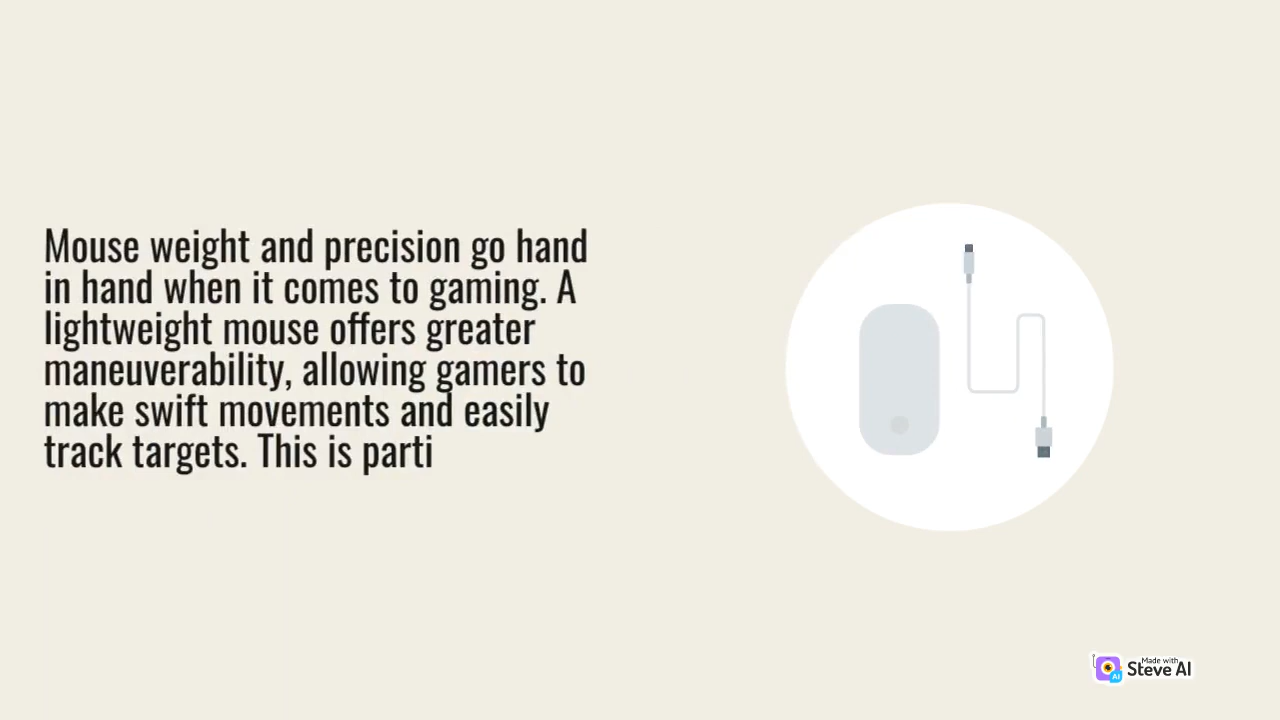 Mouse weight and precision go hand
in hand when it comes to gaming. A
lightweight mouse offers greater
maneuverability, allowing gamers to
make swift movements and easily
track targets. This is parti
Made with
Steve AI
AI